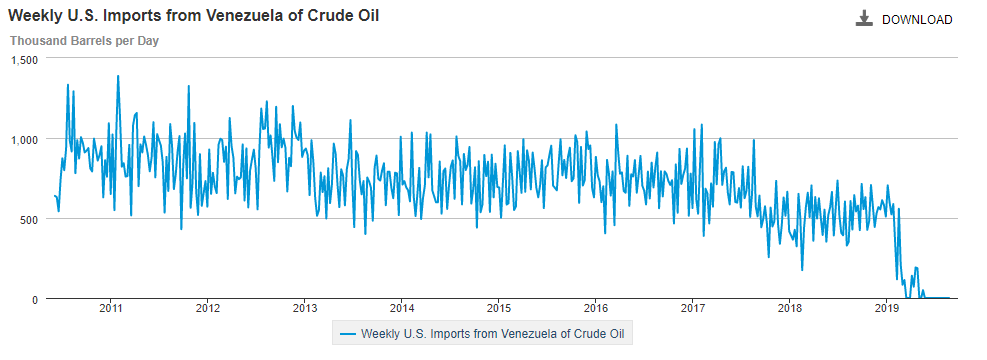 Weekly U.S. Imports from Venezuela of Crude Oil
DOWNLOAD
Thousand Barrels per Day
1,500
1,000
500
0
2011 2012 2013 2014 2015 2016 2017 2018 2019
Weekly U.S. Imports from Venezuela of Crude Oil